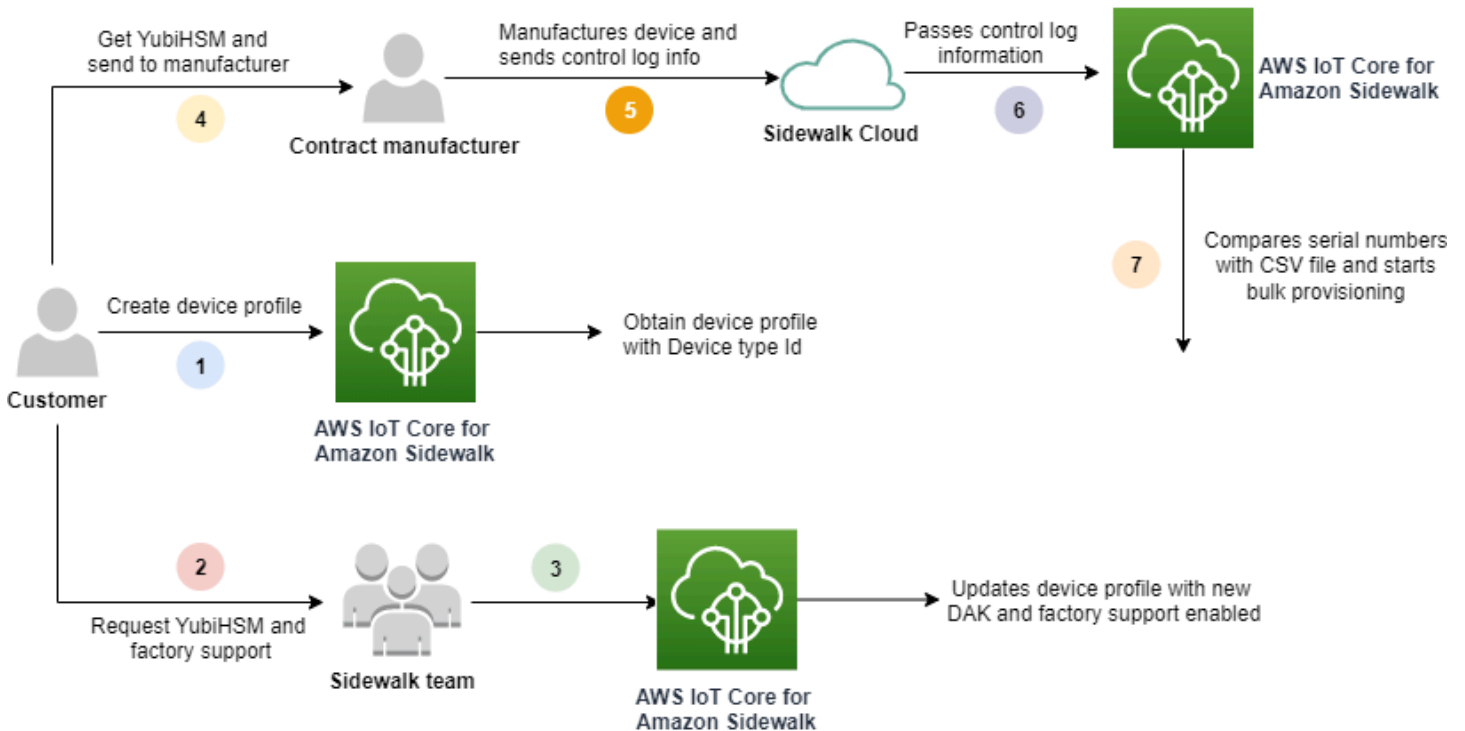 Get YubiHSM and
send to manufacturer
4
Contract manufacturer
Manufactures device and
sends control log info
5
Sidewalk Cloud
Passes control log
information
6
AWS IoT Core for
Amazon Sidewalk
7
Compares serial numbers
with CSV file and starts
bulk provisioning
Customer
Create device profile
1
AWS IoT Core for
Amazon Sidewalk
Obtain device profile
with Device type Id
2
Request YubiHSM and
factory support
Sidewalk team
3
AWS IoT Core for
Amazon Sidewalk
Updates device profile with new
DAK and factory support enabled